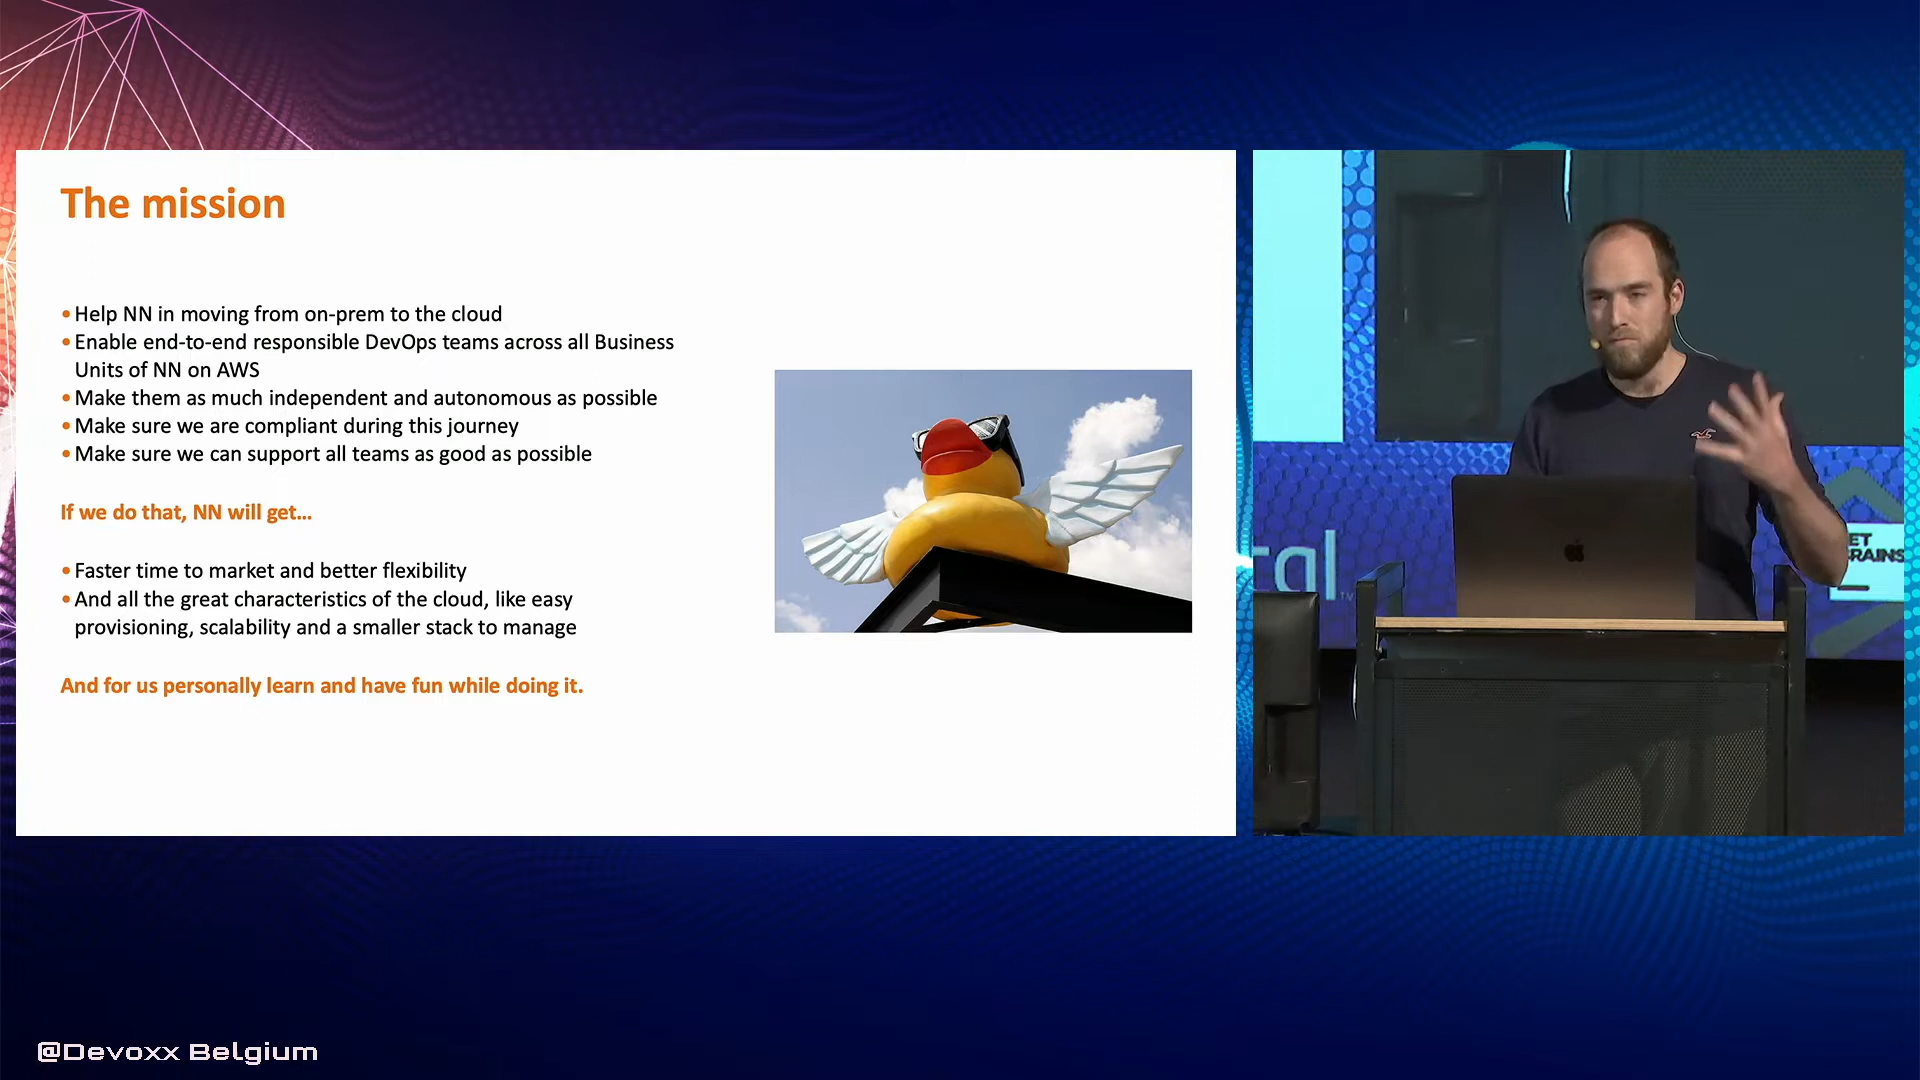 The mission
• Help NN in moving from on-prem to the cloud
• Enable end-to-end responsible DevOps teams across all Business
Units of NN on AWS
• Make them as much independent and autonomous as possible
• Make sure we are compliant during this journey
• Make sure we can support all teams as good as possible
If we do that, NN will get...
• Faster time to market and better flexibility
• And all the great characteristics of the cloud, like easy
provisioning, scalability and a smaller stack to manage
And for us personally learn and have fun while doing it.
ET
BRAINS
@Devoxx Belgium